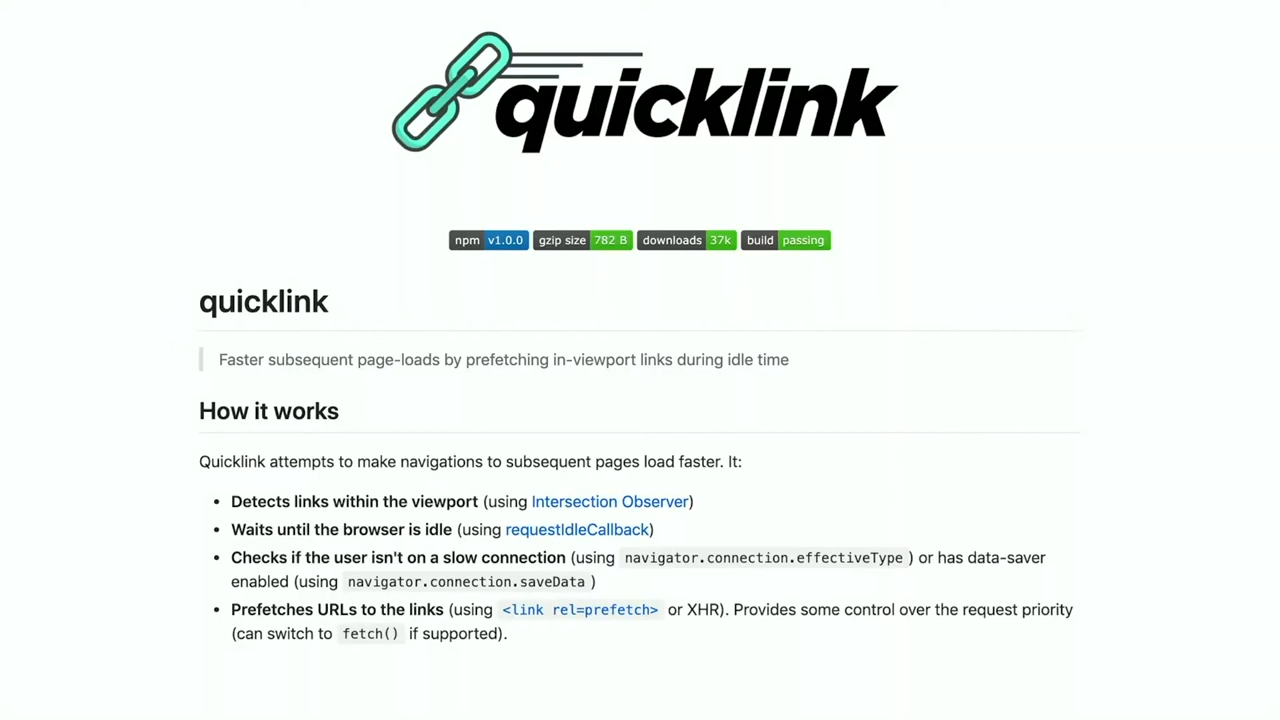 quicklink
npm v1.0.0 gzip size 782 B downloads 37k build passing
quicklink
Faster subsequent page-loads by prefetching in-viewport links during idle time
How it works
Quicklink attempts to make navigations to subsequent pages load faster. It:
• Detects links within the viewport (using Intersection Observer)
• Waits until the browser is idle (using requestIdleCallback)
• Checks if the user isn't on a slow connection (using navigator.connection.effectiveType ) or has data-saver
enabled (using navigator.connection.saveData )
• Prefetches URLs to the links (using <link rel=prefetch> or XHR). Provides some control over the request priority
(can switch to fetch() if supported).